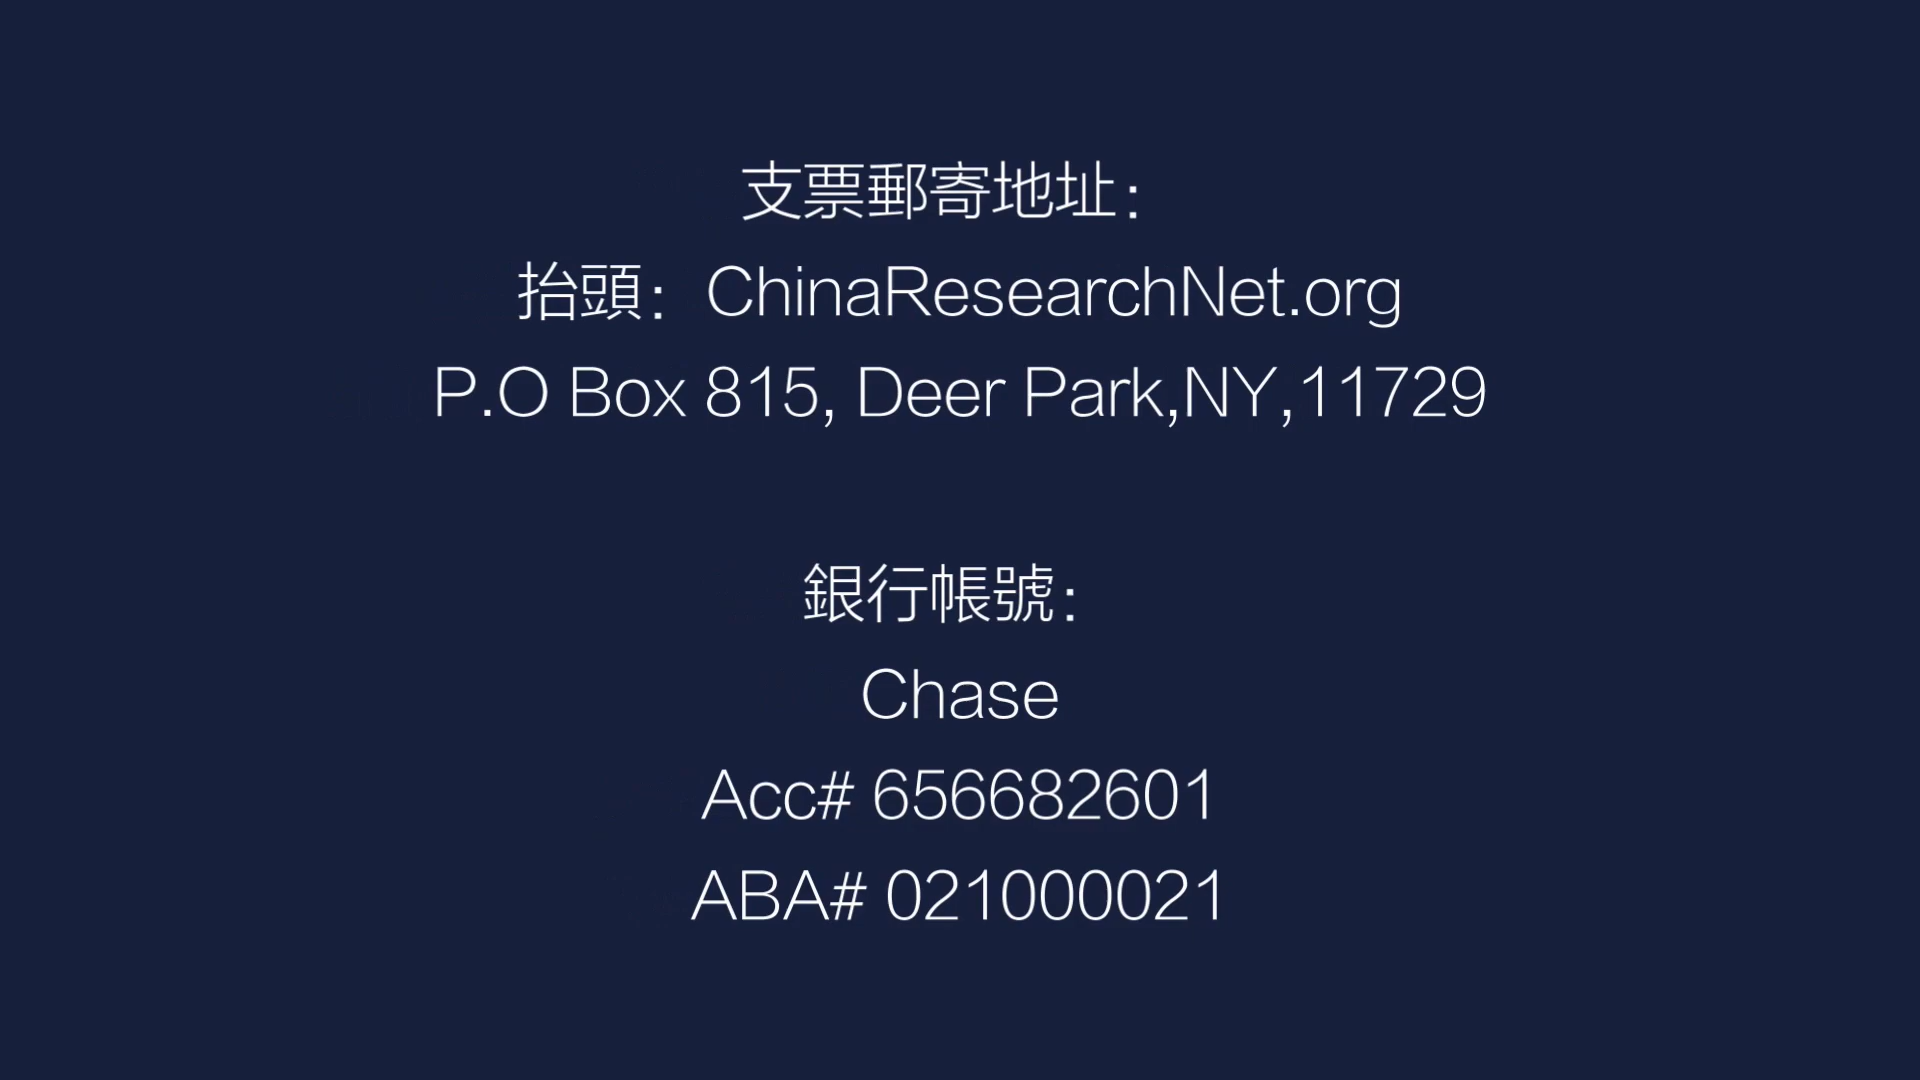 支票郵寄地址：
抬頭：ChinaResearchNet.org
P.O Box 815, Deer Park,NY,11729
銀行帳號：
Chase
Acc# 656682601
ABA# 021000021